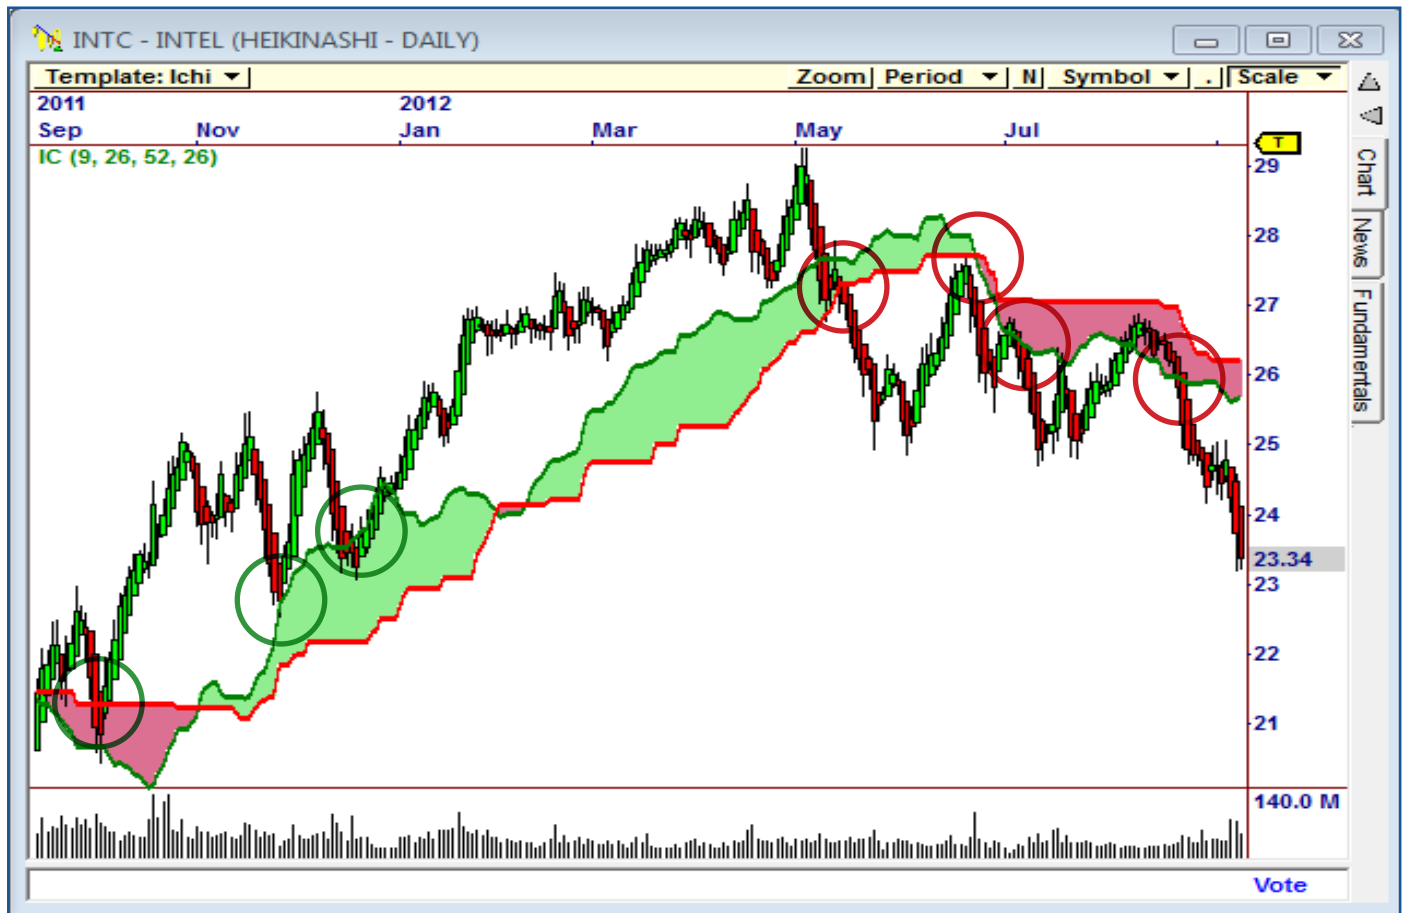 INTC - INTEL (HEIKINASHI - DAILY)
Template: Ichi Zoom Period N Symbol . Scale
2011 2012
Sep Nov Jan Mar May Jul
IC (9, 26, 52, 26)
T
29
28
27
26
25
24
23.34
23
22
21
140.0 M
Vote
Chart
News
Fundamentals